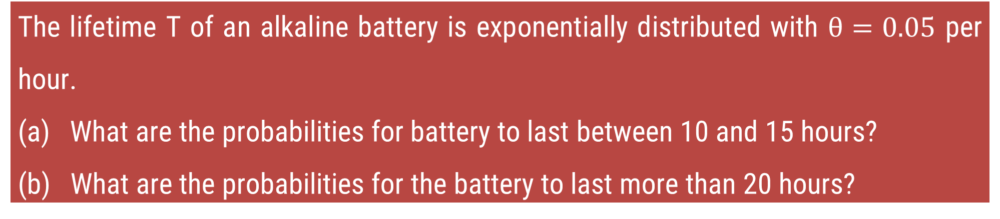 The lifetime T of an alkaline battery is exponentially distributed with θ = 0.05 per
hour.
(a) What are the probabilities for battery to last between 10 and 15 hours?
(b) What are the probabilities for the battery to last more than 20 hours?